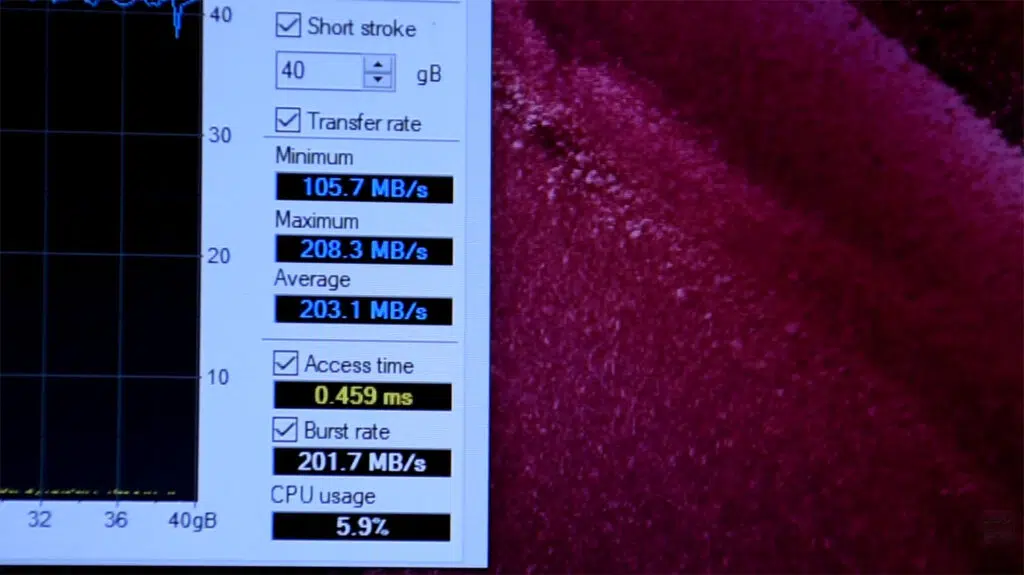 40
30
20
10
32 36 40gB
Short stroke
40 gB
Transfer rate
Minimum
105.7 MB/s
Maximum
208.3 MB/s
Average
203.1 MB/s
Access time
0.459 ms
Burst rate
201.7 MB/s
CPU usage
5.9%